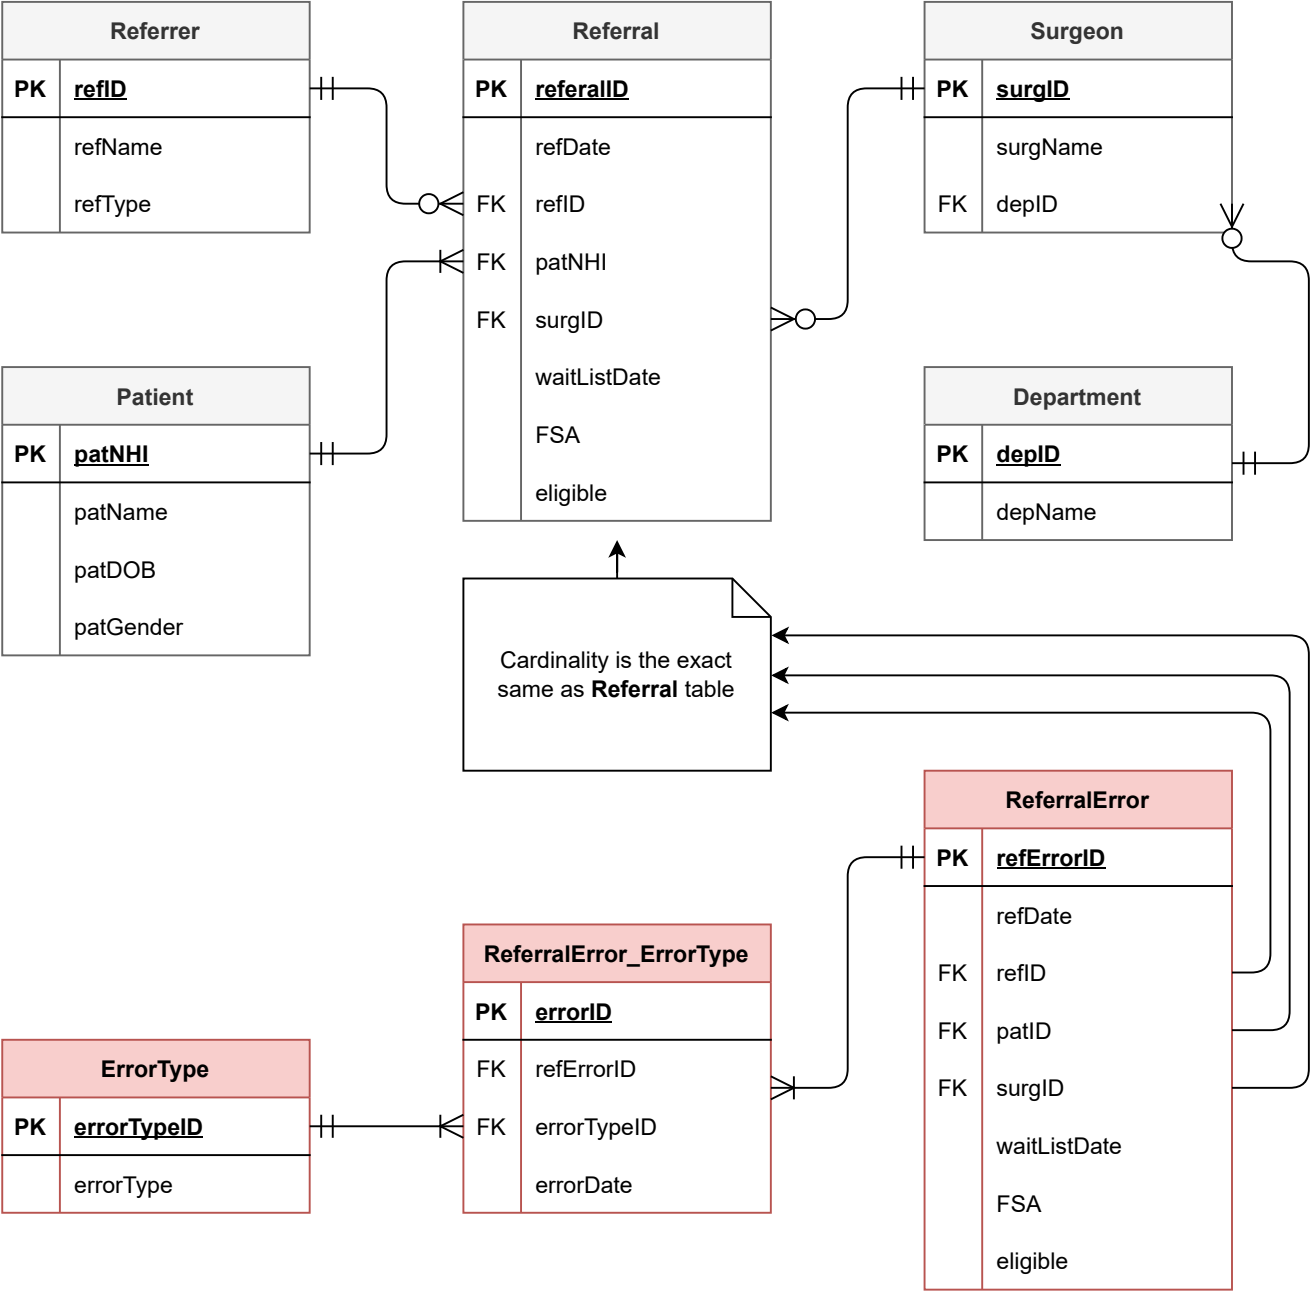 Referrer
PK refID
refName
refType
Referral
PK referalID
refDate
FK refID
FK patNHI
FK surgID
waitListDate
FSA
eligible
Surgeon
PK surgID
surgName
FK depID
Patient
PK patNHI
patName
patDOB
patGender
Department
PK depID
depName
Cardinality is the exact
same as Referral table
ReferralError
PK refErrorID
refDate
FK refID
FK patID
FK surgID
waitListDate
FSA
eligible
ReferralError_ErrorType
PK errorID
FK refErrorID
FK errorTypeID
errorDate
ErrorType
PK errorTypeID
errorType